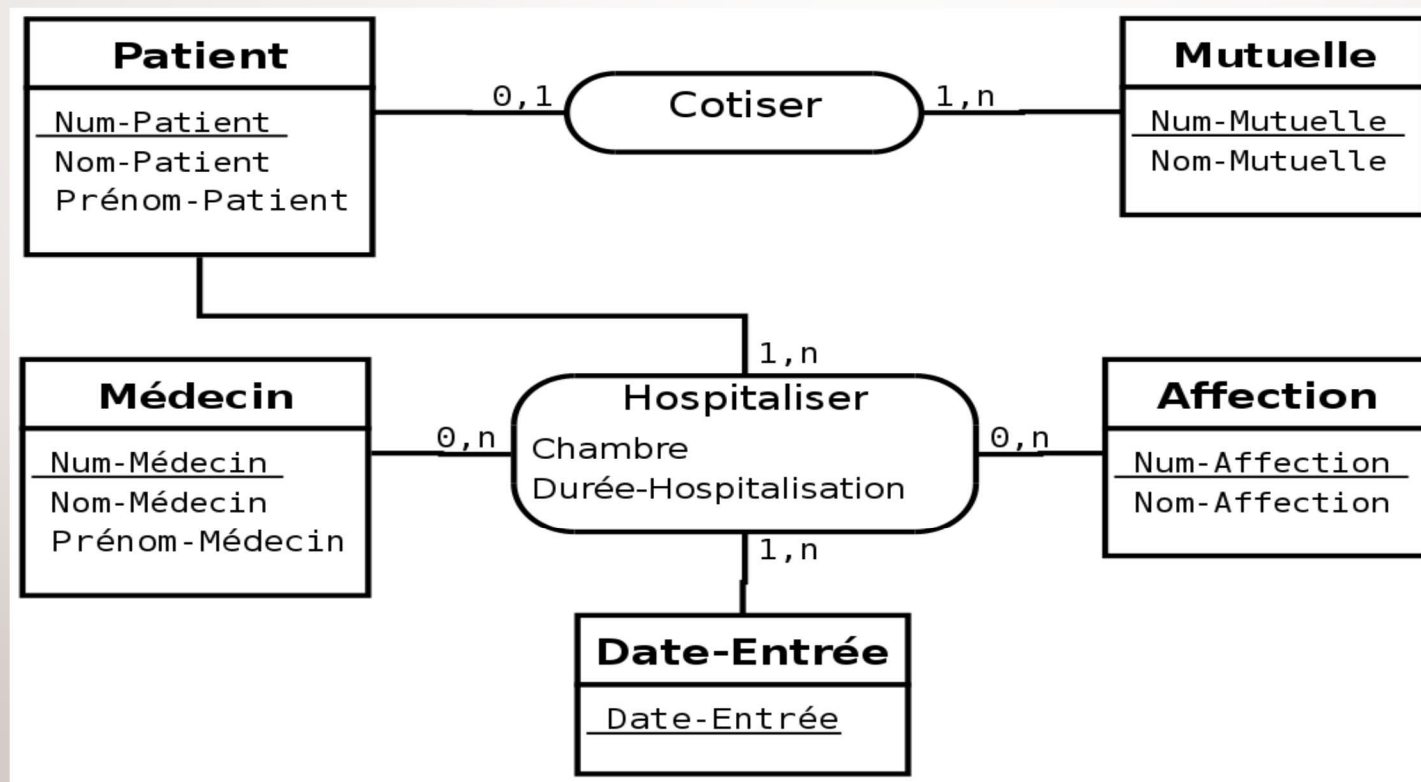 Patient
Num-Patient
Nom-Patient
Prénom-Patient
0,1
Cotiser
1,n
Mutuelle
Num-Mutuelle
Nom-Mutuelle
1,n
Médecin
Num-Médecin
Nom-Médecin
Prénom-Médecin
0,n
Hospitaliser
Chambre
Durée-Hospitalisation
0,n
Affection
Num-Affection
Nom-Affection
1,n
Date-Entrée
Date-Entrée